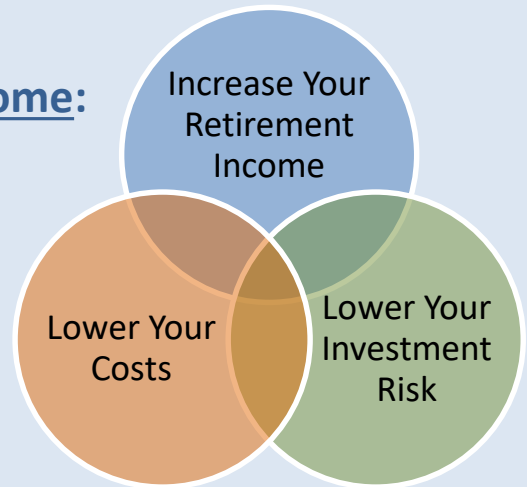 ome:
Increase Your
Retirement
Income
Lower Your
Costs
Lower Your
Investment
Risk